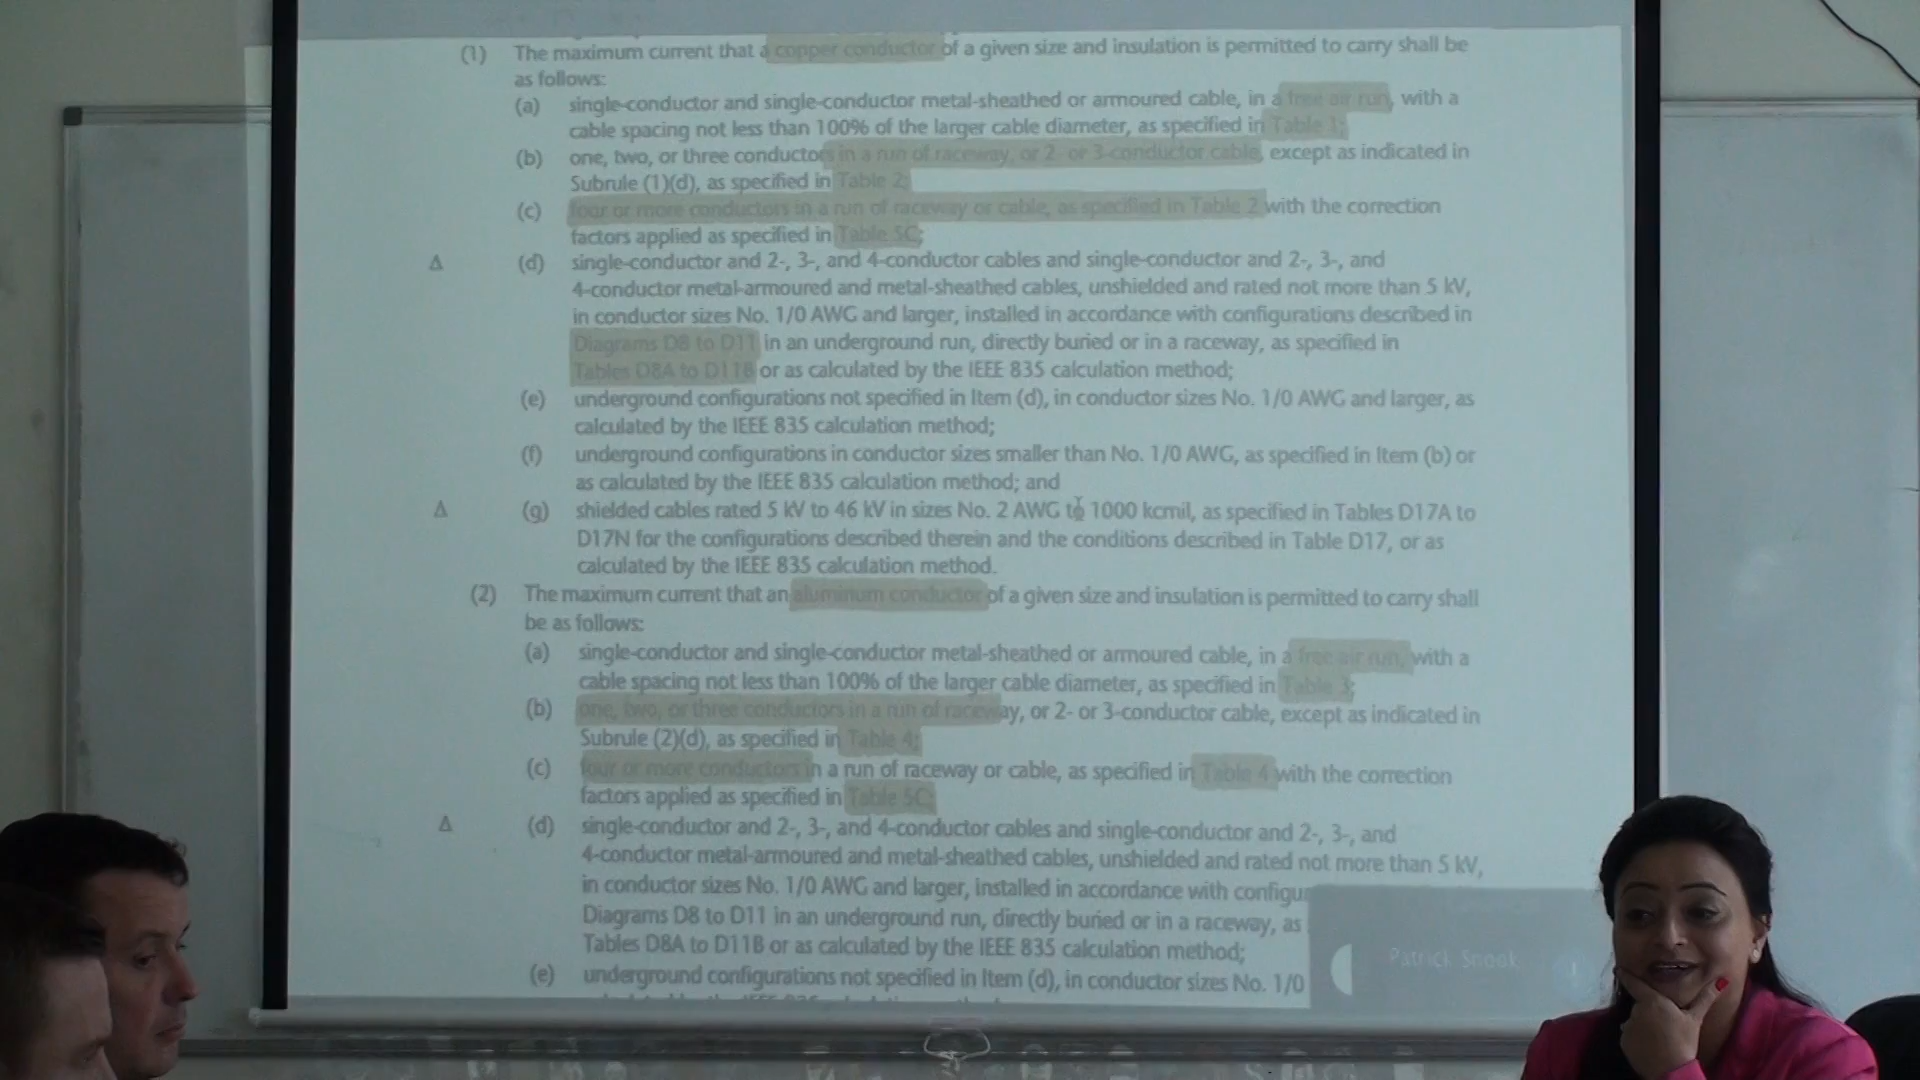 (1) The maximum current that a copper conductor of a given size and insulation is permitted to carry shall be
as follows:
(a) single-conductor and single-conductor metal-sheathed or armoured cable, in a free air run, with a
cable spacing not less than 100% of the larger cable diameter, as specified in Table 1;
(b) one, two, or three conductors in a run of raceway, or 2- or 3-conductor cable, except as indicated in
Subrule (1)(d), as specified in Table 2;
(c) four or more conductors in a run of raceway or cable, as specified in Table 2 with the correction
factors applied as specified in Table 5C;
Δ (d) single-conductor and 2-, 3-, and 4-conductor cables and single-conductor and 2-, 3-, and
4-conductor metal-armoured and metal-sheathed cables, unshielded and rated not more than 5 kV,
in conductor sizes No. 1/0 AWG and larger, installed in accordance with configurations described in
Diagrams D8 to D11 in an underground run, directly buried or in a raceway, as specified in
Tables D8A to D11B or as calculated by the IEEE 835 calculation method;
(e) underground configurations not specified in Item (d), in conductor sizes No. 1/0 AWG and larger, as
calculated by the IEEE 835 calculation method;
(f) underground configurations in conductor sizes smaller than No. 1/0 AWG, as specified in Item (b) or
as calculated by the IEEE 835 calculation method; and
Δ (g) shielded cables rated 5 kV to 46 kV in sizes No. 2 AWG to 1000 kcmil, as specified in Tables D17A to
D17N for the configurations described therein and the conditions described in Table D17, or as
calculated by the IEEE 835 calculation method.
(2) The maximum current that an aluminum conductor of a given size and insulation is permitted to carry shall
be as follows:
(a) single-conductor and single-conductor metal-sheathed or armoured cable, in a free air run, with a
cable spacing not less than 100% of the larger cable diameter, as specified in Table 3;
(b) one, two, or three conductors in a run of raceway, or 2- or 3-conductor cable, except as indicated in
Subrule (2)(d), as specified in Table 4;
(c) four or more conductors in a run of raceway or cable, as specified in Table 4 with the correction
factors applied as specified in Table 5C;
Δ (d) single-conductor and 2-, 3-, and 4-conductor cables and single-conductor and 2-, 3-, and
4-conductor metal-armoured and metal-sheathed cables, unshielded and rated not more than 5 kV,
in conductor sizes No. 1/0 AWG and larger, installed in accordance with configu
Diagrams D8 to D11 in an underground run, directly buried or in a raceway, as
Tables D8A to D11B or as calculated by the IEEE 835 calculation method;
(e) underground configurations not specified in Item (d), in conductor sizes No. 1/0
Patrick Snook